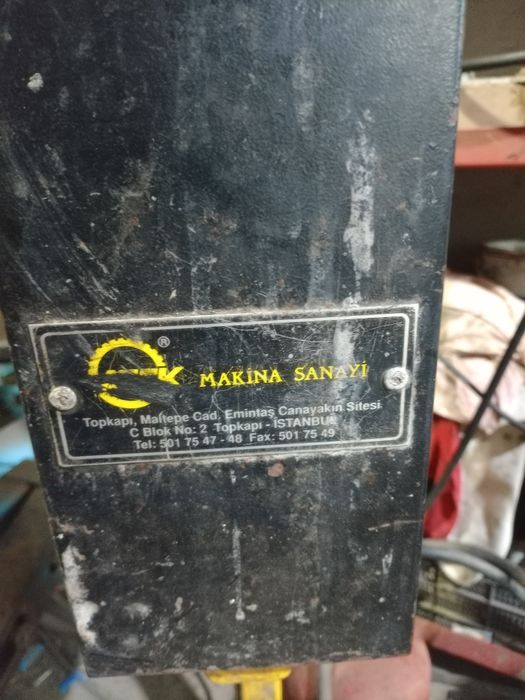 ®
MAKİNA SANAYİ
Topkapı, Maltepe Cad. Emintaş Canayakın Sitesi
C Blok No: 2 Topkapı - İSTANBUL
Tel: 501 75 47 - 48 Fax: 501 75 49